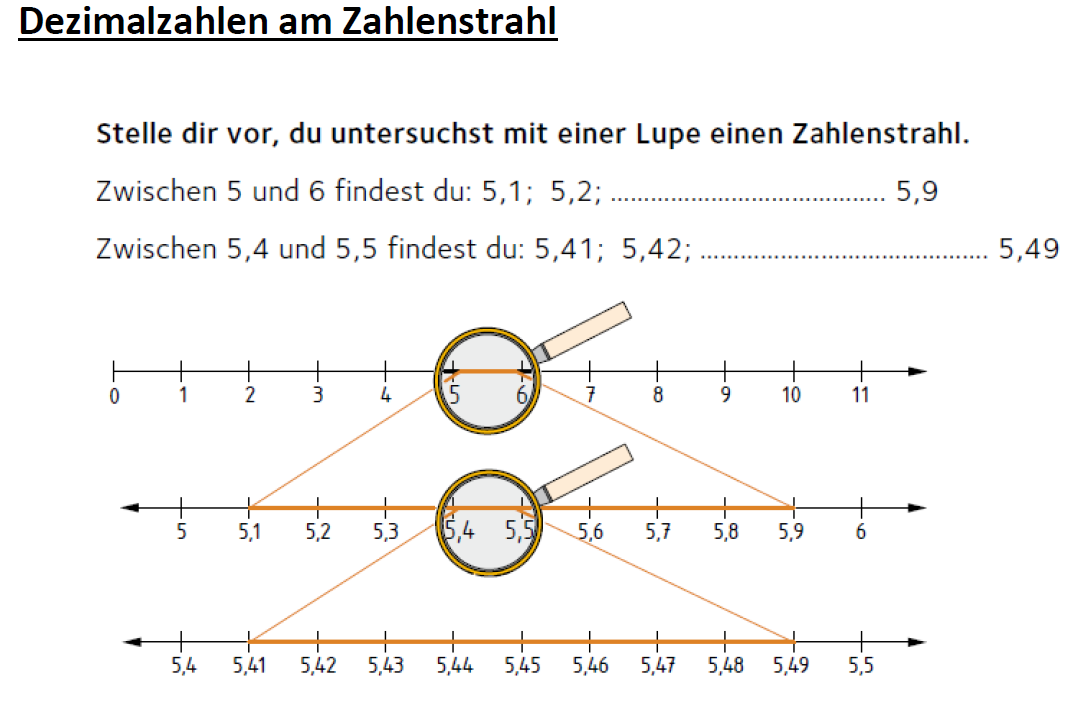 Dezimalzahlen am Zahlenstrahl
Stelle dir vor, du untersuchst mit einer Lupe einen Zahlenstrahl.
Zwischen 5 und 6 findest du: 5,1; 5,2; ......................................... 5,9
Zwischen 5,4 und 5,5 findest du: 5,41; 5,42; ........................................... 5,49
0 1 2 3 4 5 6 7 8 9 10 11
5 5,1 5,2 5,3 5,4 5,5 5,6 5,7 5,8 5,9 6
5,4 5,41 5,42 5,43 5,44 5,45 5,46 5,47 5,48 5,49 5,5